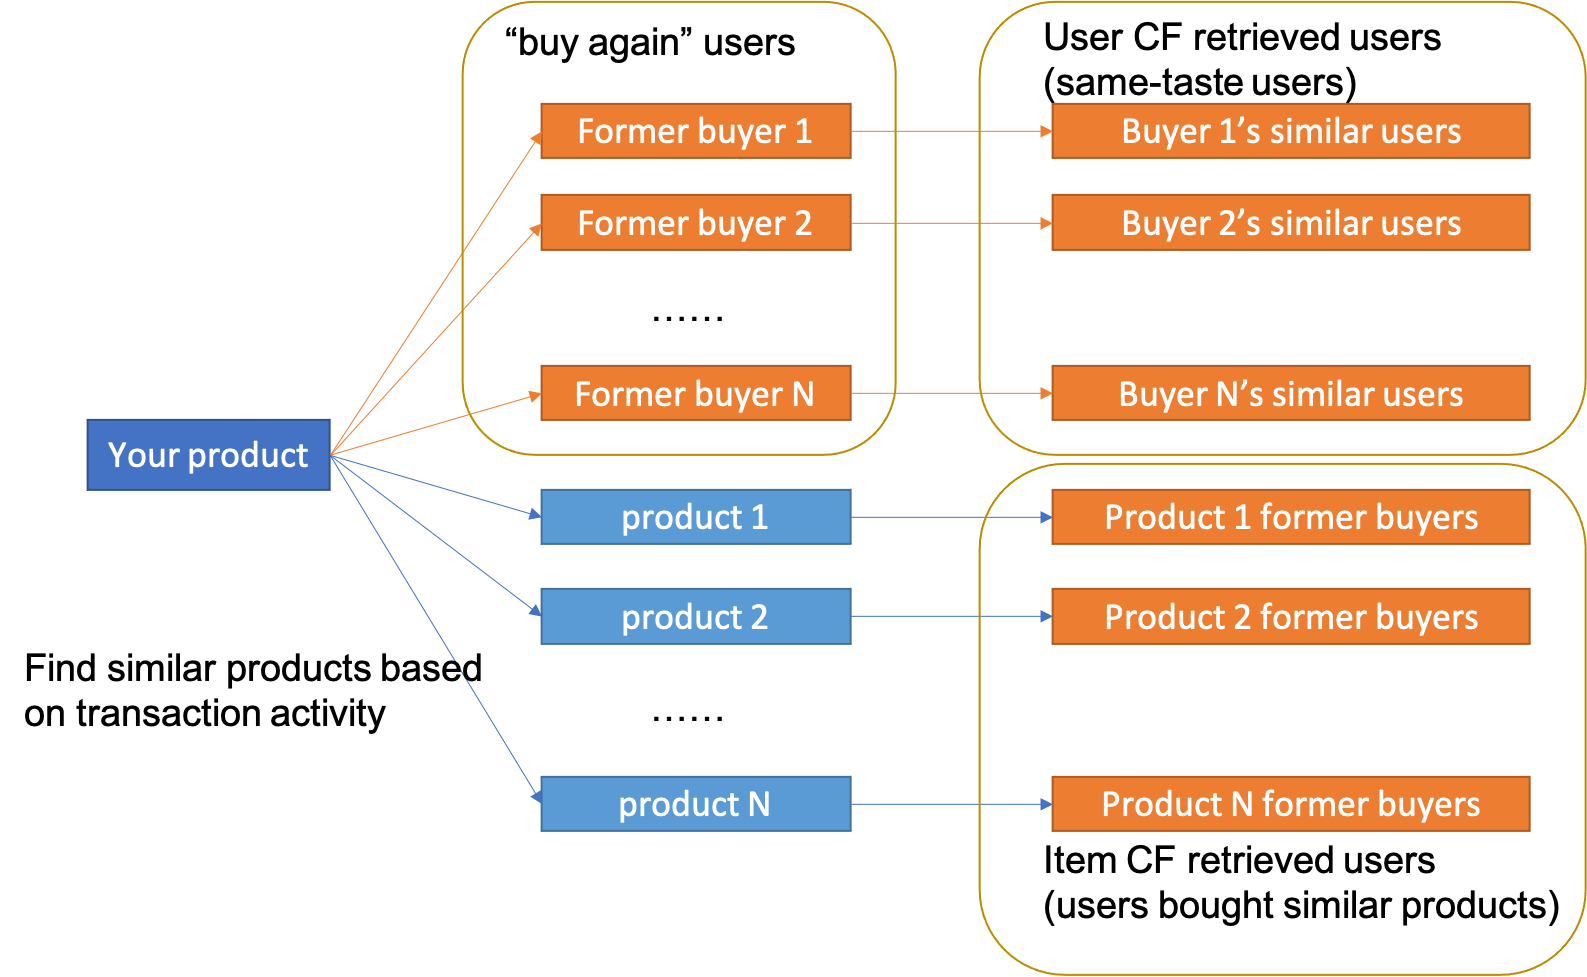 “buy again” users
User CF retrieved users
(same-taste users)
Former buyer 1
Buyer 1’s similar users
Former buyer 2
Buyer 2’s similar users
......
Former buyer N
Buyer N’s similar users
Your product
product 1
Product 1 former buyers
product 2
Product 2 former buyers
Find similar products based
on transaction activity
......
product N
Product N former buyers
Item CF retrieved users
(users bought similar products)